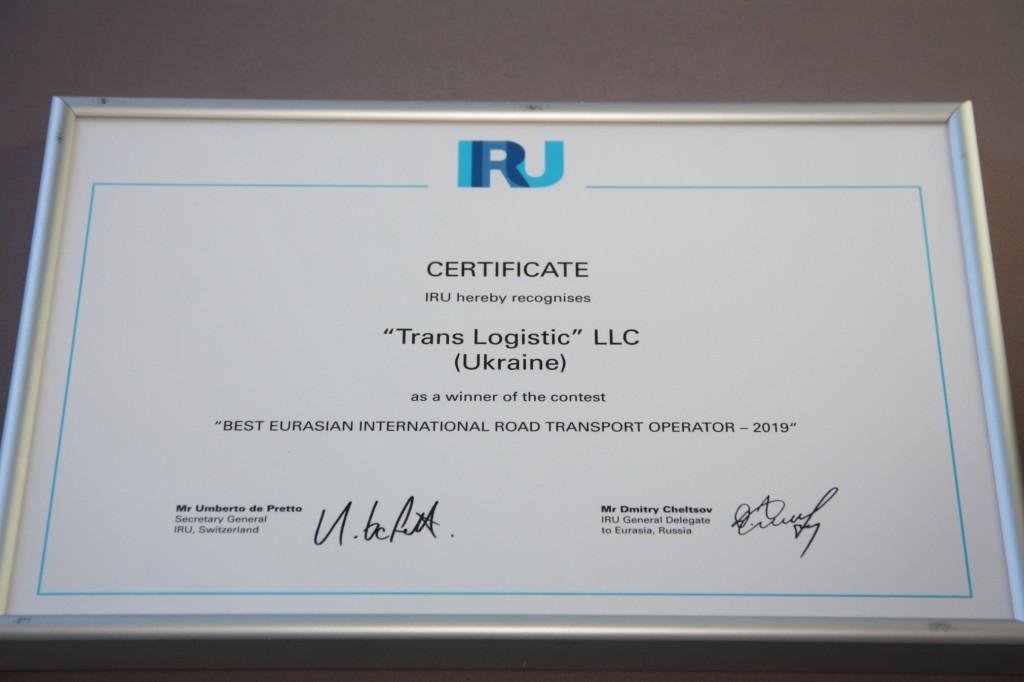 IRU
CERTIFICATE
IRU hereby recognises
“Trans Logistic” LLC
(Ukraine)
as a winner of the contest
“BEST EURASIAN INTERNATIONAL ROAD TRANSPORT OPERATOR – 2019“
Mr Umberto de Pretto
Secretary General
IRU, Switzerland
Mr Dmitry Cheltsov
IRU General Delegate
to Eurasia, Russia